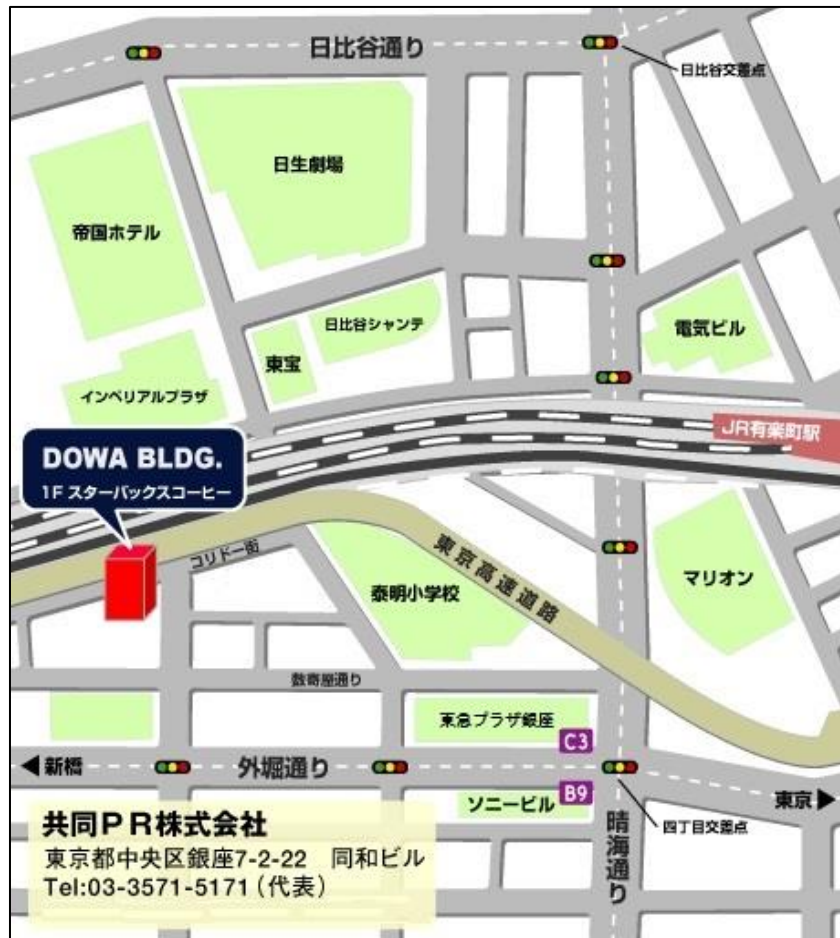 日比谷通り
日比谷交差点
日生劇場
帝国ホテル
日比谷シャンテ
電気ビル
東宝
インペリアルプラザ
JR有楽町駅
DOWA BLDG.
1F スターバックスコーヒー
コリドー街
東京高速道路
マリオン
泰明小学校
数寄屋通り
東急プラザ銀座
C3
新橋
外堀通り
B9
ソニービル
東京
四丁目交差点
晴海通り
共同PR株式会社
東京都中央区銀座7-2-22 同和ビル
Tel:03-3571-5171(代表)